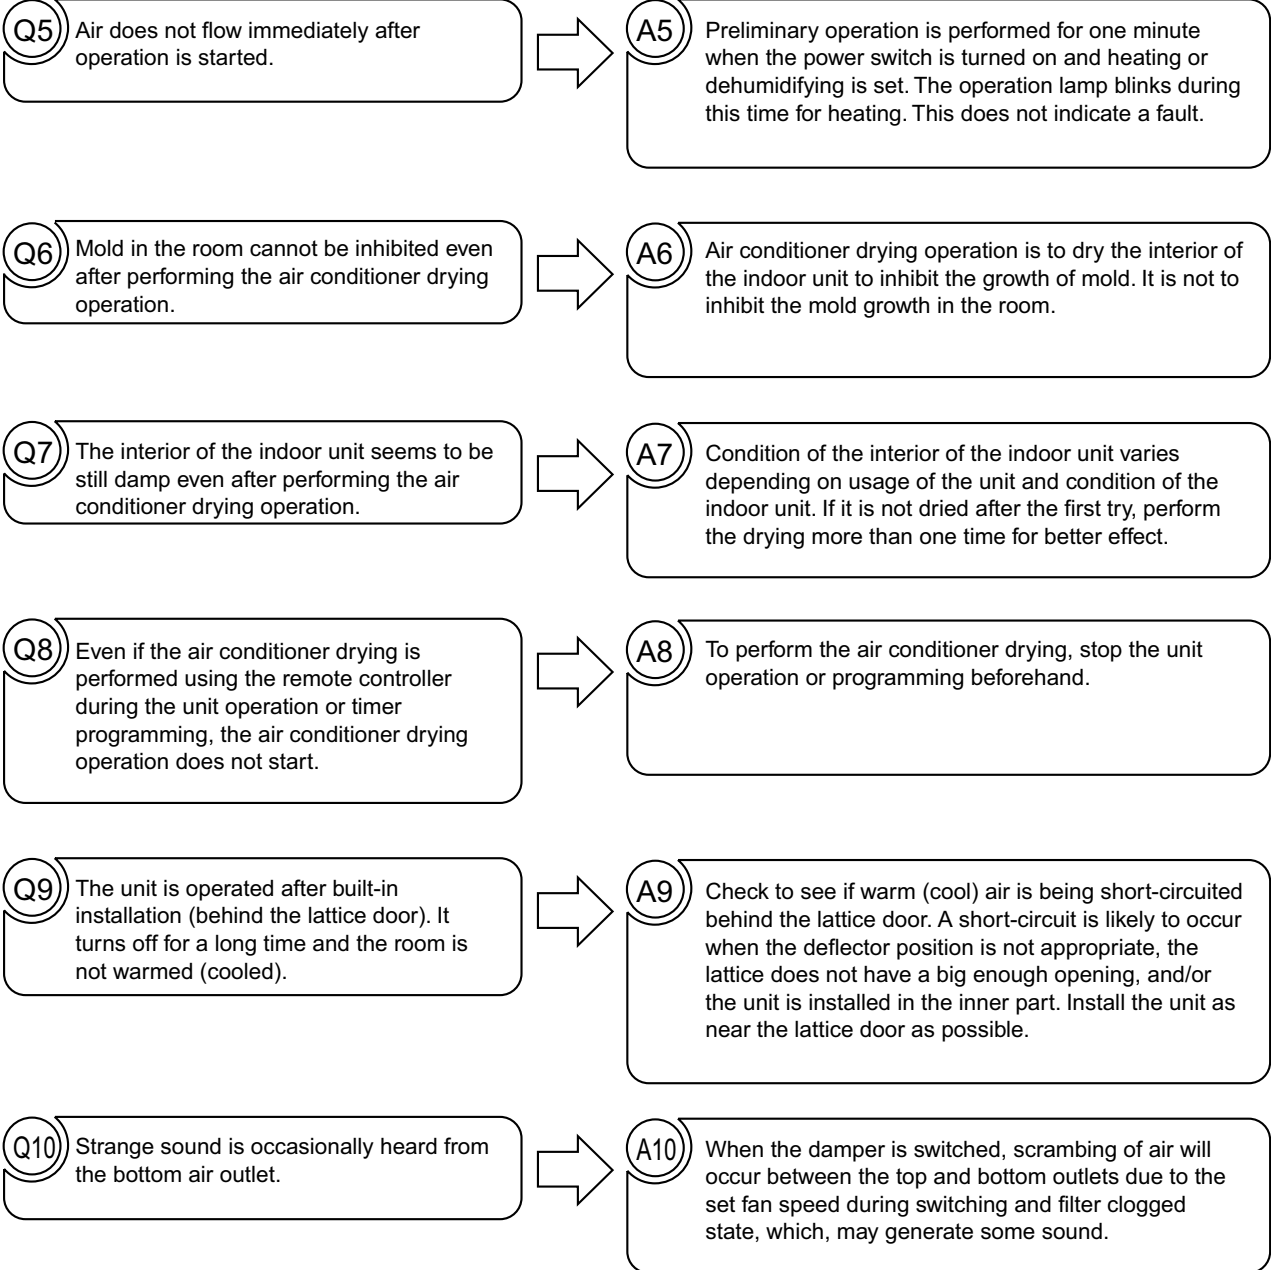 Q5
Air does not flow immediately after
operation is started.
A5
Preliminary operation is performed for one minute
when the power switch is turned on and heating or
dehumidifying is set. The operation lamp blinks during
this time for heating. This does not indicate a fault.
Q6
Mold in the room cannot be inhibited even
after performing the air conditioner drying
operation.
A6
Air conditioner drying operation is to dry the interior of
the indoor unit to inhibit the growth of mold. It is not to
inhibit the mold growth in the room.
Q7
The interior of the indoor unit seems to be
still damp even after performing the air
conditioner drying operation.
A7
Condition of the interior of the indoor unit varies
depending on usage of the unit and condition of the
indoor unit. If it is not dried after the first try, perform
the drying more than one time for better effect.
Q8
Even if the air conditioner drying is
performed using the remote controller
during the unit operation or timer
programming, the air conditioner drying
operation does not start.
A8
To perform the air conditioner drying, stop the unit
operation or programming beforehand.
Q9
The unit is operated after built-in
installation (behind the lattice door). It
turns off for a long time and the room is
not warmed (cooled).
A9
Check to see if warm (cool) air is being short-circuited
behind the lattice door. A short-circuit is likely to occur
when the deflector position is not appropriate, the
lattice does not have a big enough opening, and/or
the unit is installed in the inner part. Install the unit as
near the lattice door as possible.
Q10
Strange sound is occasionally heard from
the bottom air outlet.
A10
When the damper is switched, scrambing of air will
occur between the top and bottom outlets due to the
set fan speed during switching and filter clogged
state, which, may generate some sound.